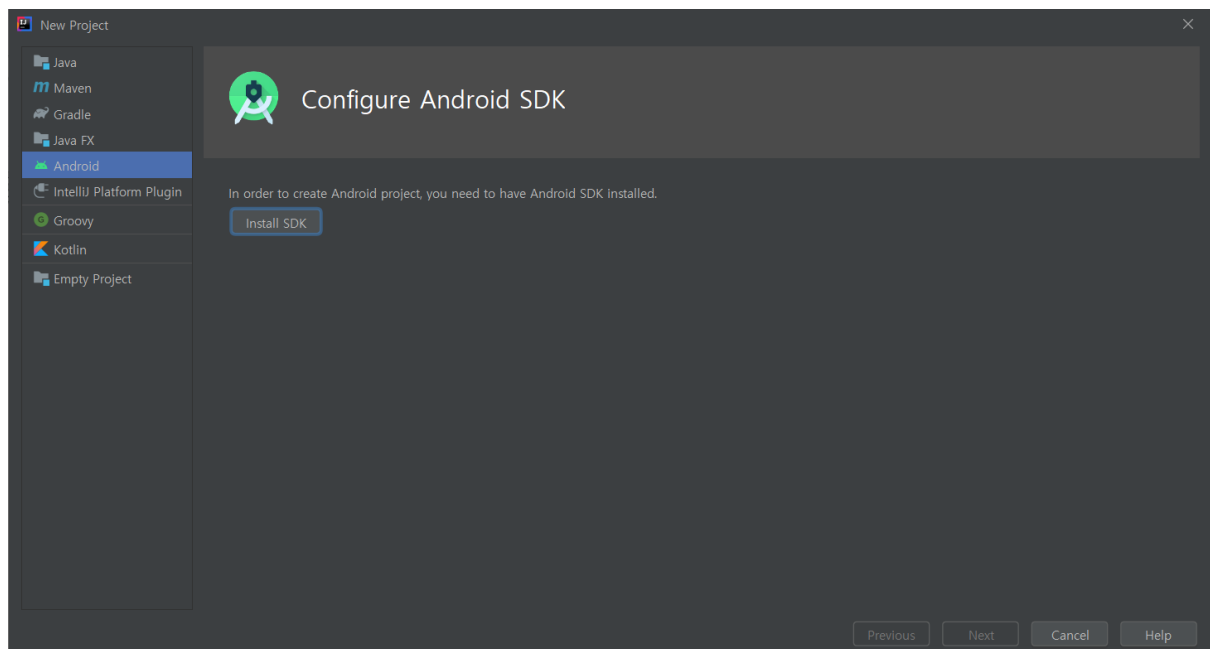 New Project
Java
Maven
Gradle
Java FX
Android
IntelliJ Platform Plugin
Groovy
Kotlin
Empty Project
Configure Android SDK
In order to create Android project, you need to have Android SDK installed.
Install SDK
Previous
Next
Cancel
Help